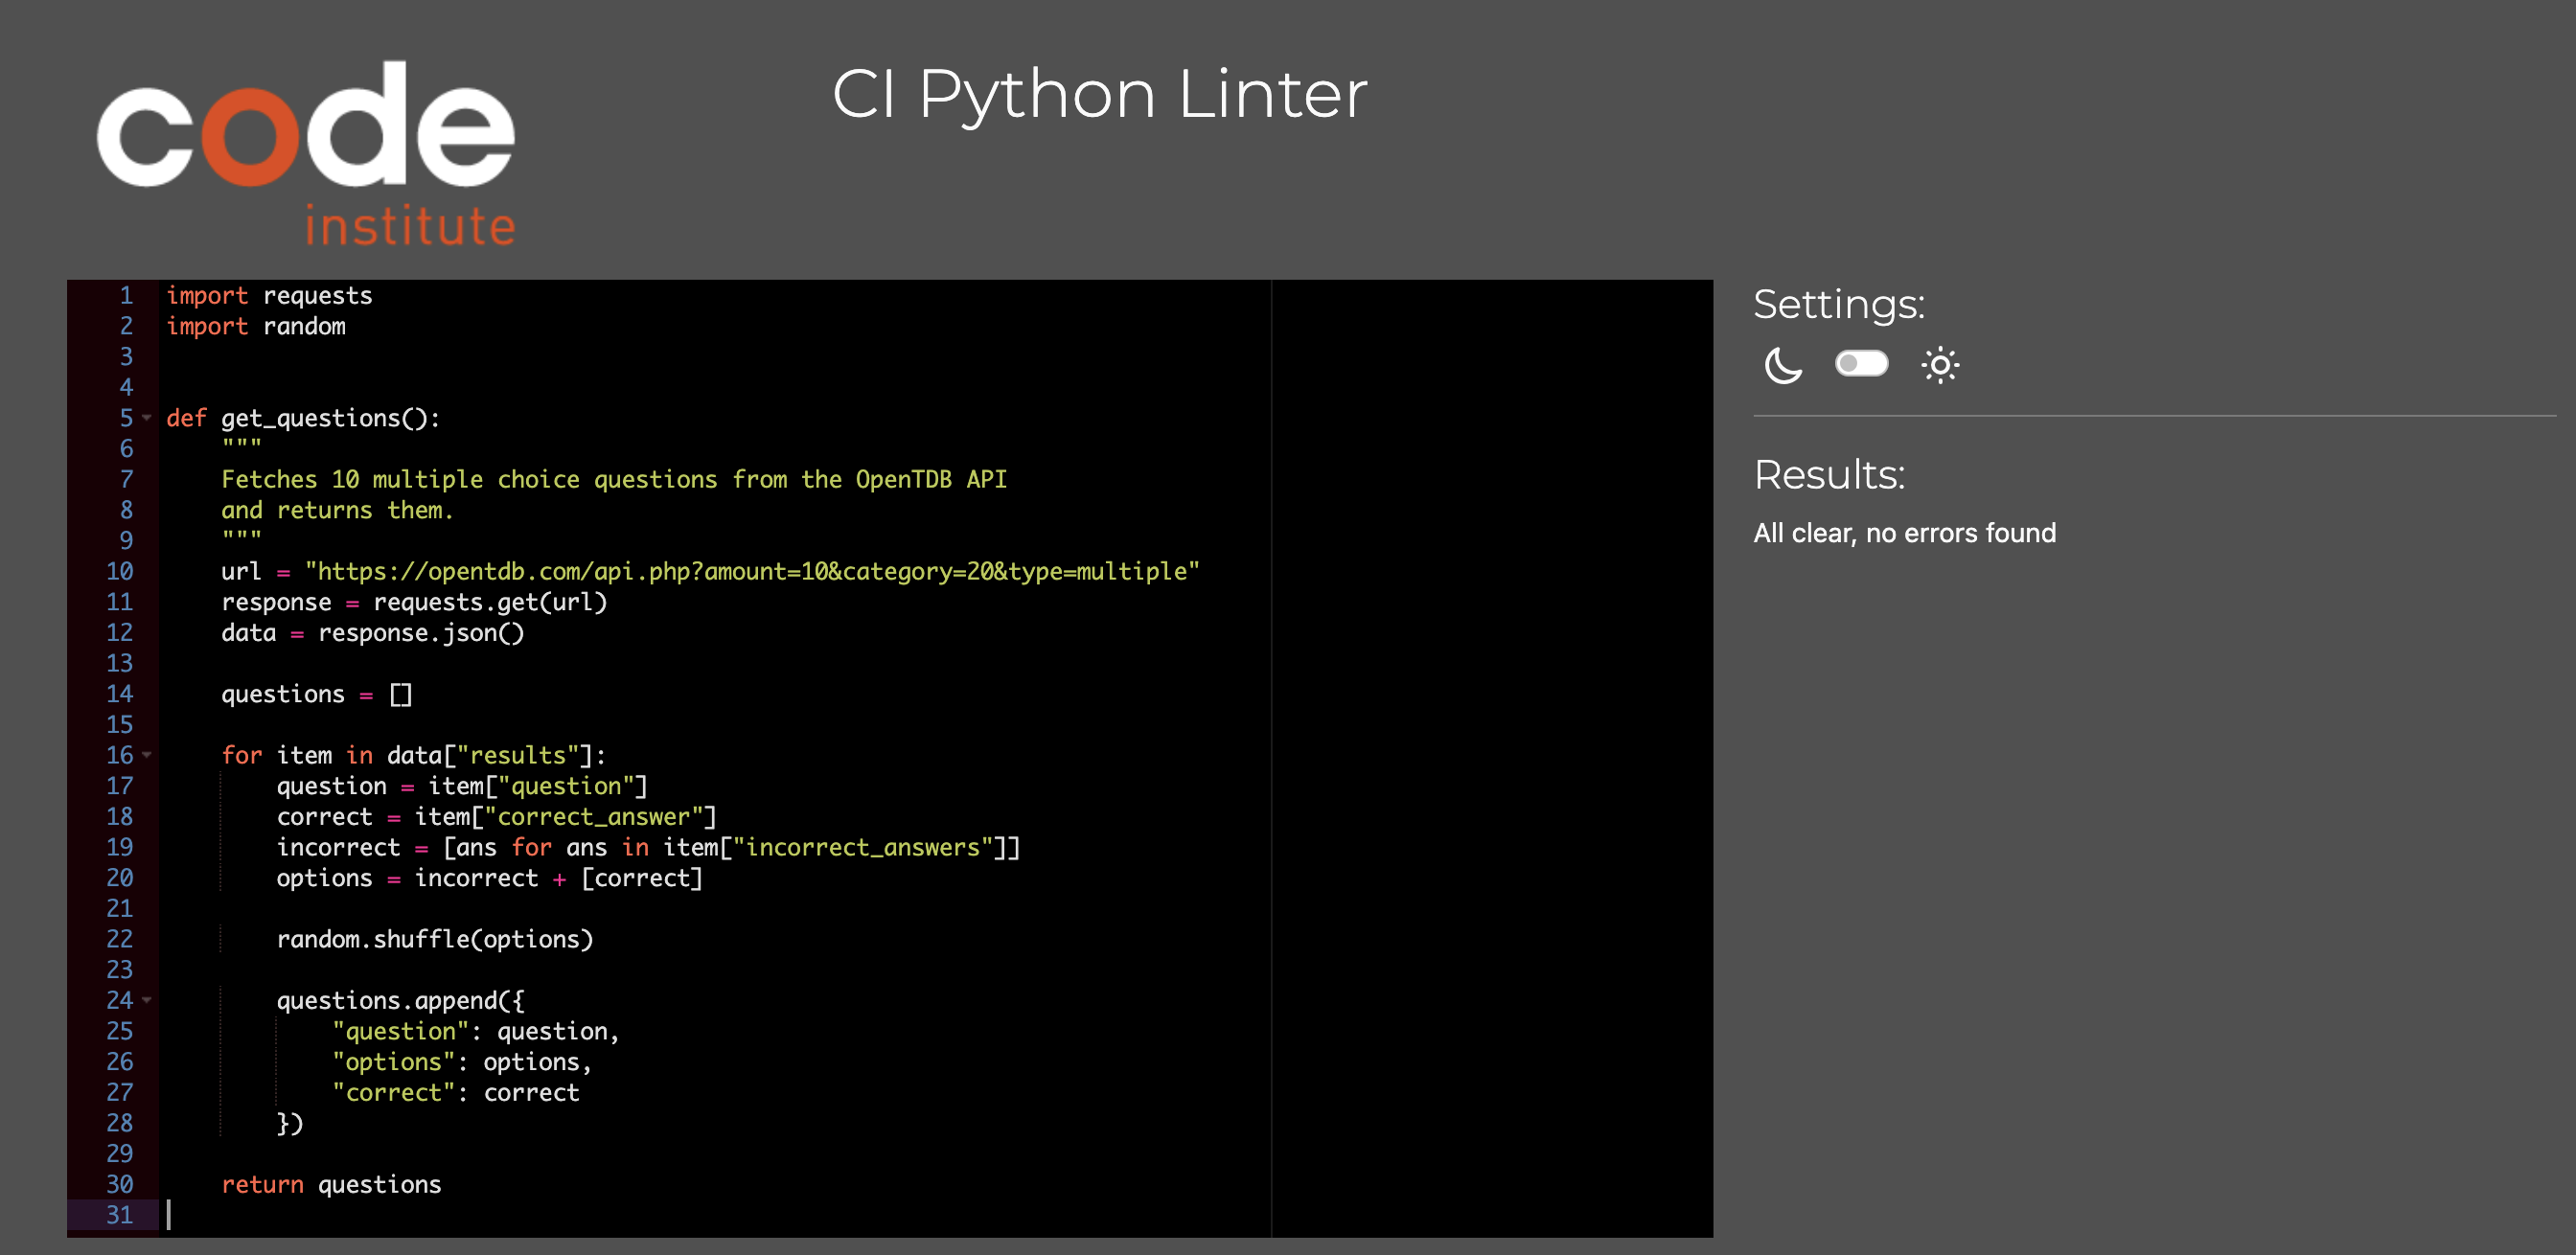 code
institute
CI Python Linter
1 import requests
2 import random
3
4
5 def get_questions():
6     """
7     Fetches 10 multiple choice questions from the OpenTDB API
8     and returns them.
9     """
10     url = "https://opentdb.com/api.php?amount=10&category=20&type=multiple"
11     response = requests.get(url)
12     data = response.json()
13
14     questions = []
15
16     for item in data["results"]:
17         question = item["question"]
18         correct = item["correct_answer"]
19         incorrect = [ans for ans in item["incorrect_answers"]]
20         options = incorrect + [correct]
21
22         random.shuffle(options)
23
24         questions.append({
25             "question": question,
26             "options": options,
27             "correct": correct
28         })
29
30     return questions
31
Settings:
Results:
All clear, no errors found